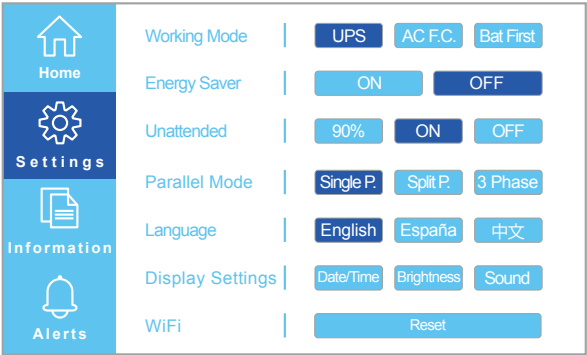 Home
Settings
Information
Alerts
Working Mode UPS AC F.C. Bat First
Energy Saver ON OFF
Unattended 90% ON OFF
Parallel Mode Single P. Split P. 3 Phase
Language English España 中文
Display Settings Date/Time Brightness Sound
WiFi Reset